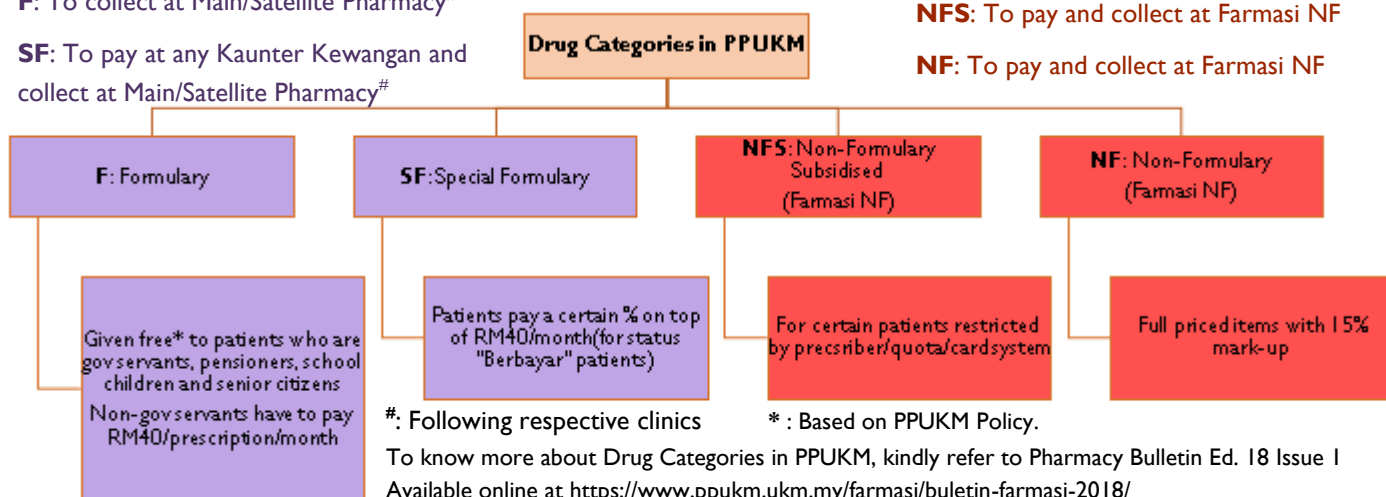 F: To collect at Main/Satellite Pharmacy#
SF: To pay at any Kaunter Kewangan and
collect at Main/Satellite Pharmacy#
NFS: To pay and collect at Farmasi NF
NF: To pay and collect at Farmasi NF
Drug Categories in PPUKM
F: Formulary
SF:Special Formulary
NFS: Non-Formulary
Subsidised
(Farmasi NF)
NF: Non-Formulary
(Farmasi NF)
Given free* to patients who are
gov servants, pensioners, school
children and senior citizens
Non-gov servants have to pay
RM40/prescription/month
Patients pay a certain % on top
of RM40/month(for status
"Berbayar" patients)
For certain patients restricted
by precsriber/quota/card system
Full priced items with 15%
mark-up
#: Following respective clinics
* : Based on PPUKM Policy.
To know more about Drug Categories in PPUKM, kindly refer to Pharmacy Bulletin Ed. 18 Issue 1
Available online at https://www.ppukm.ukm.my/farmasi/buletin-farmasi-2018/